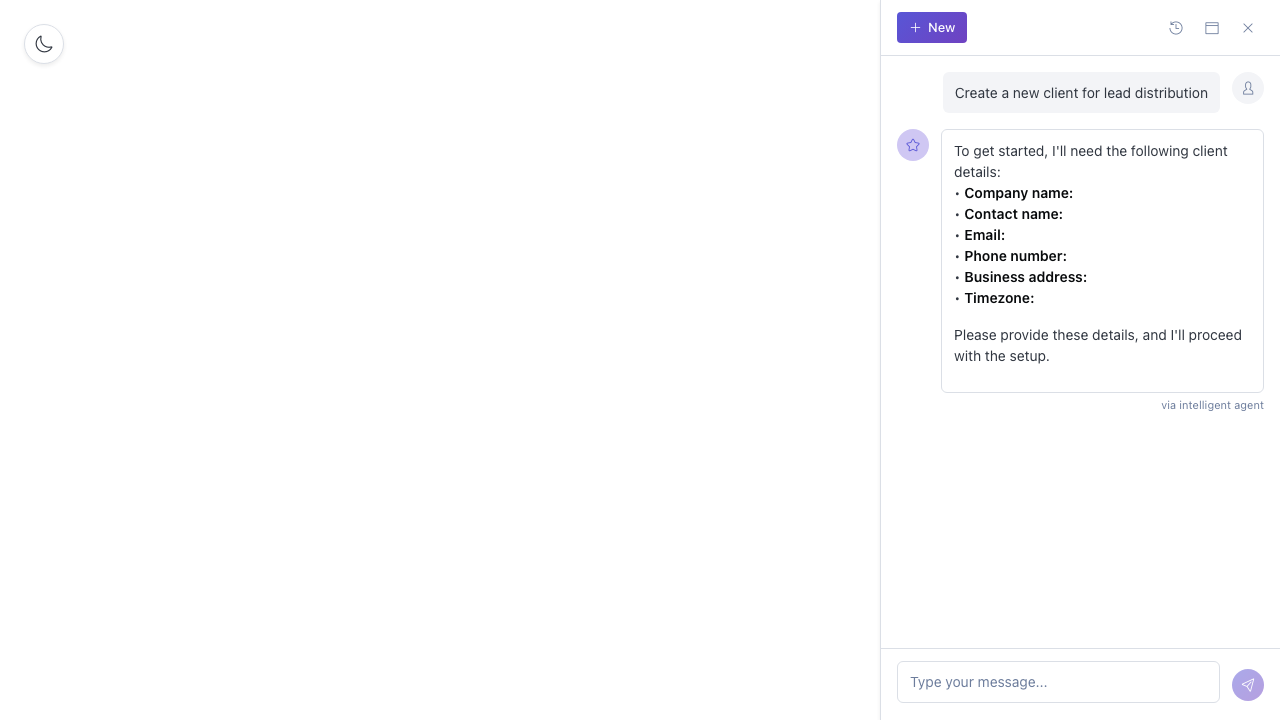 New
Create a new client for lead distribution
To get started, I'll need the following client
details:
• Company name:
• Contact name:
• Email:
• Phone number:
• Business address:
• Timezone:
Please provide these details, and I'll proceed
with the setup.
via intelligent agent
Type your message...